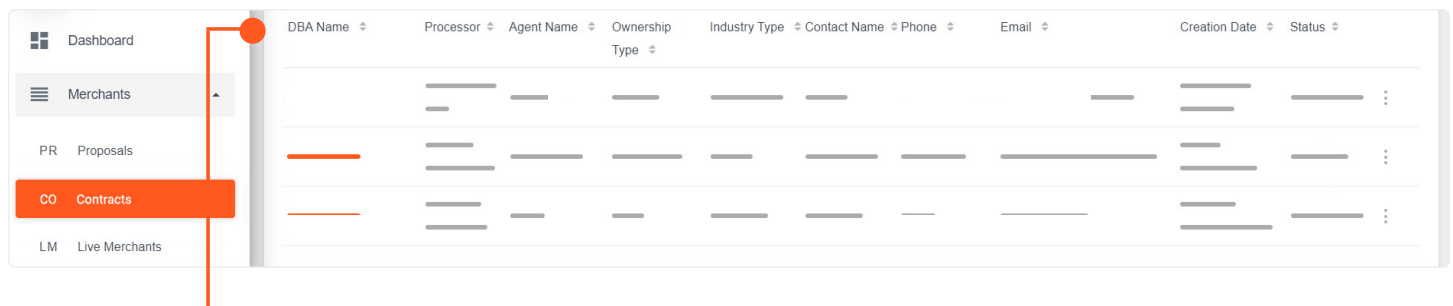 Dashboard
Merchants
PR Proposals
CO Contracts
LM Live Merchants
DBA Name Processor Agent Name Ownership Type Industry Type Contact Name Phone Email Creation Date Status